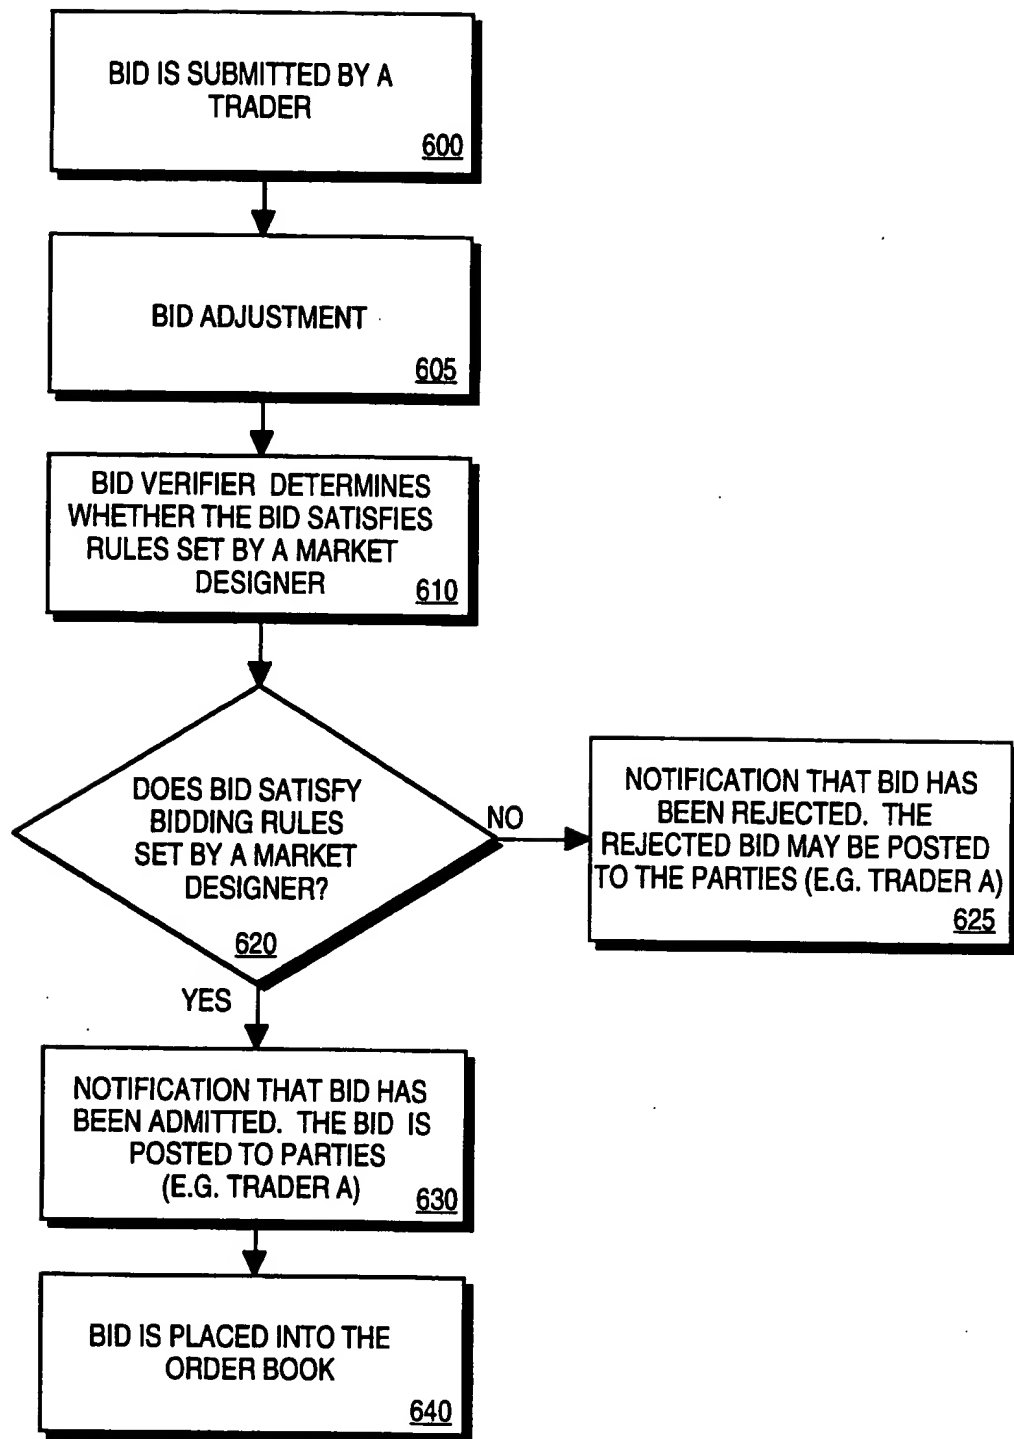 BID IS SUBMITTED BY A
TRADER
600
BID ADJUSTMENT
605
BID VERIFIER DETERMINES
WHETHER THE BID SATISFIES
RULES SET BY A MARKET
DESIGNER
610
DOES BID SATISFY
BIDDING RULES
SET BY A MARKET
DESIGNER?
620
NO
NOTIFICATION THAT BID HAS
BEEN REJECTED. THE
REJECTED BID MAY BE POSTED
TO THE PARTIES (E.G. TRADER A)
625
YES
NOTIFICATION THAT BID HAS
BEEN ADMITTED. THE BID IS
POSTED TO PARTIES
(E.G. TRADER A)
630
BID IS PLACED INTO THE
ORDER BOOK
640